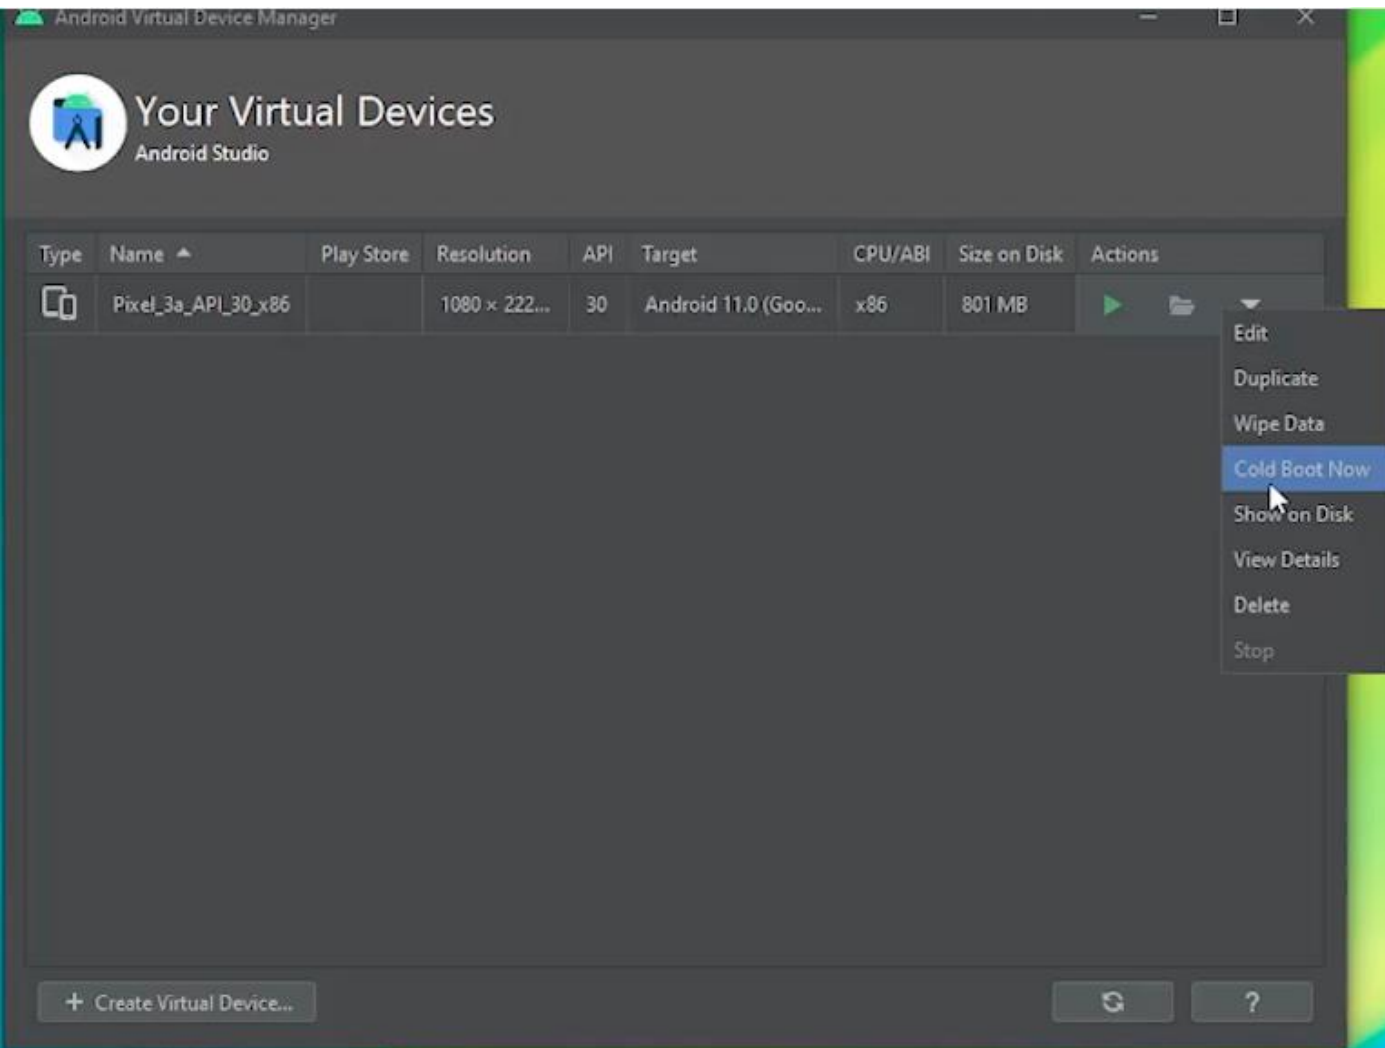 Android Virtual Device Manager
Your Virtual Devices
Android Studio
Type Name Play Store Resolution API Target CPU/ABI Size on Disk Actions
Pixel_3a_API_30_x86 1080 × 222... 30 Android 11.0 (Goo... x86 801 MB
Edit
Duplicate
Wipe Data
Cold Boot Now
Show on Disk
View Details
Delete
Stop
+ Create Virtual Device... ?